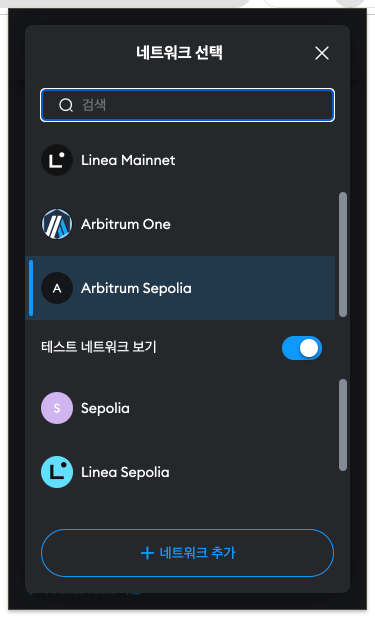 네트워크 선택
검색
Linea Mainnet
Arbitrum One
A Arbitrum Sepolia
테스트 네트워크 보기
S Sepolia
Linea Sepolia
네트워크 추가